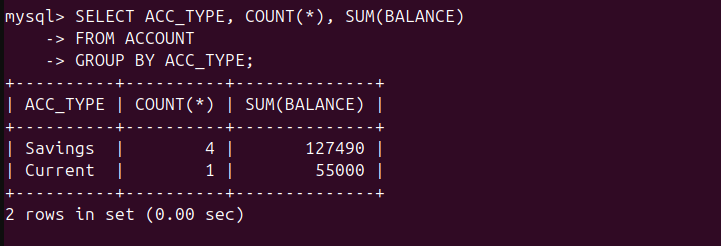 mysql> SELECT ACC_TYPE, COUNT(*), SUM(BALANCE)
    -> FROM ACCOUNT
    -> GROUP BY ACC_TYPE;
+----------+----------+--------------+
| ACC_TYPE | COUNT(*) | SUM(BALANCE) |
+----------+----------+--------------+
| Savings  |        4 |       127490 |
| Current  |        1 |        55000 |
+----------+----------+--------------+
2 rows in set (0.00 sec)